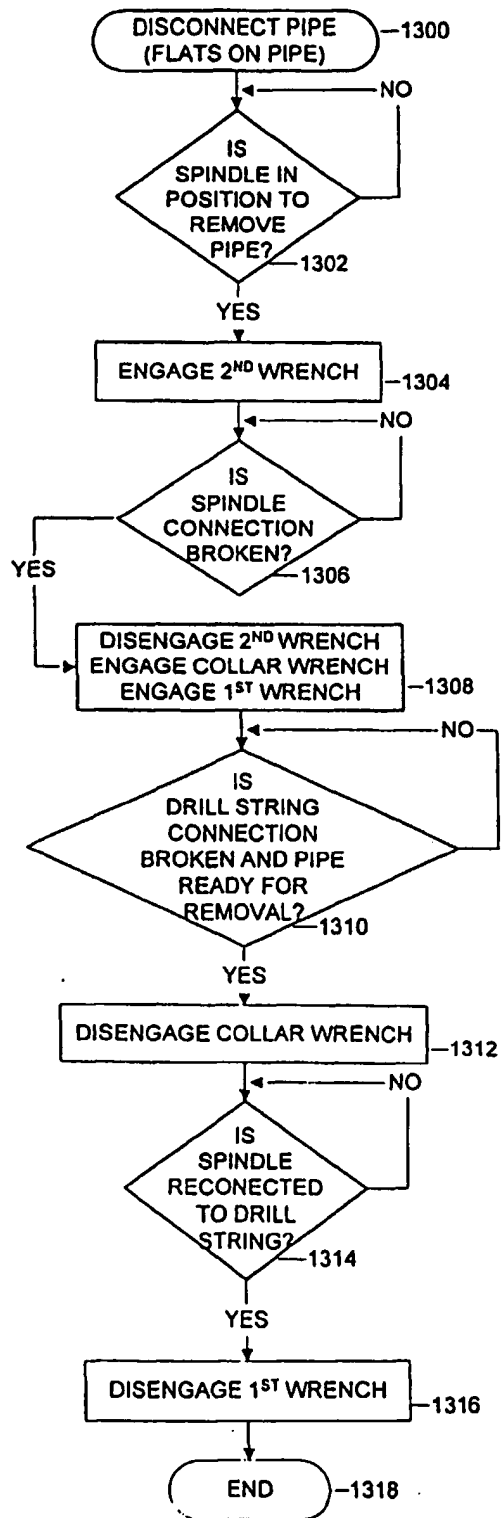 DISCONNECT PIPE
(FLATS ON PIPE)
1300
NO
IS
SPINDLE IN
POSITION TO
REMOVE
PIPE?
1302
YES
ENGAGE 2ND WRENCH
1304
NO
IS
SPINDLE
CONNECTION
BROKEN?
1306
YES
DISENGAGE 2ND WRENCH
ENGAGE COLLAR WRENCH
ENGAGE 1ST WRENCH
1308
NO
IS
DRILL STRING
CONNECTION
BROKEN AND PIPE
READY FOR
REMOVAL?
1310
YES
DISENGAGE COLLAR WRENCH
1312
NO
IS
SPINDLE
RECONECTED
TO DRILL
STRING?
1314
YES
DISENGAGE 1ST WRENCH
1316
END
1318